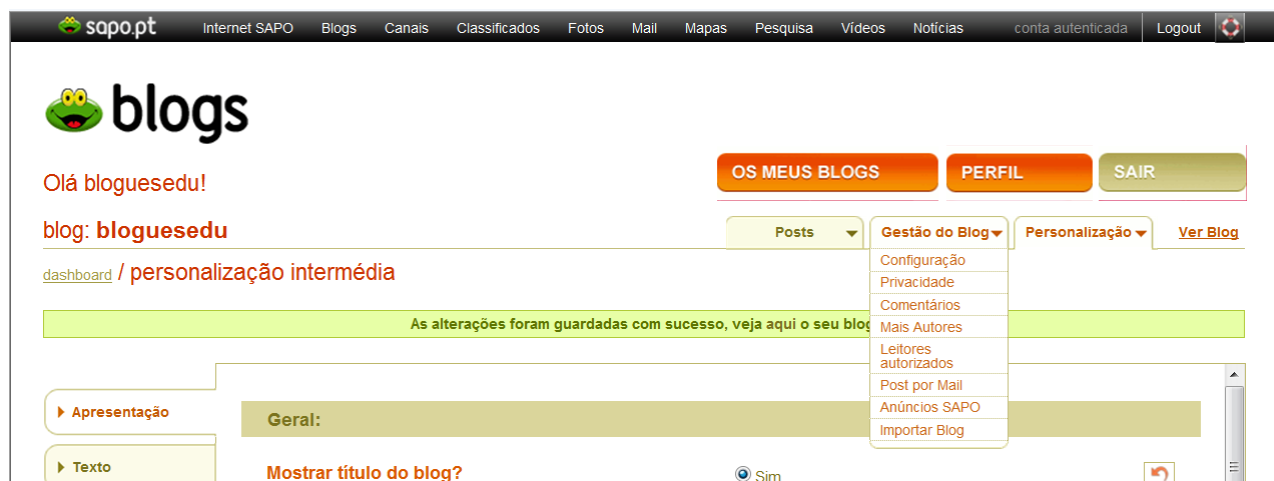 sapo.pt Internet SAPO Blogs Canais Classificados Fotos Mail Mapas Pesquisa Vídeos Notícias conta autenticada Logout
blogs
OS MEUS BLOGS PERFIL SAIR
Olá bloguesedu!
blog: bloguesedu
Posts Gestão do Blog Personalização Ver Blog
dashboard / personalização intermédia
Configuração
Privacidade
Comentários
Mais Autores
Leitores
autorizados
Post por Mail
Anúncios SAPO
Importar Blog
As alterações foram guardadas com sucesso, veja aqui o seu blog
Apresentação
Geral:
Texto
Mostrar título do blog? Sim